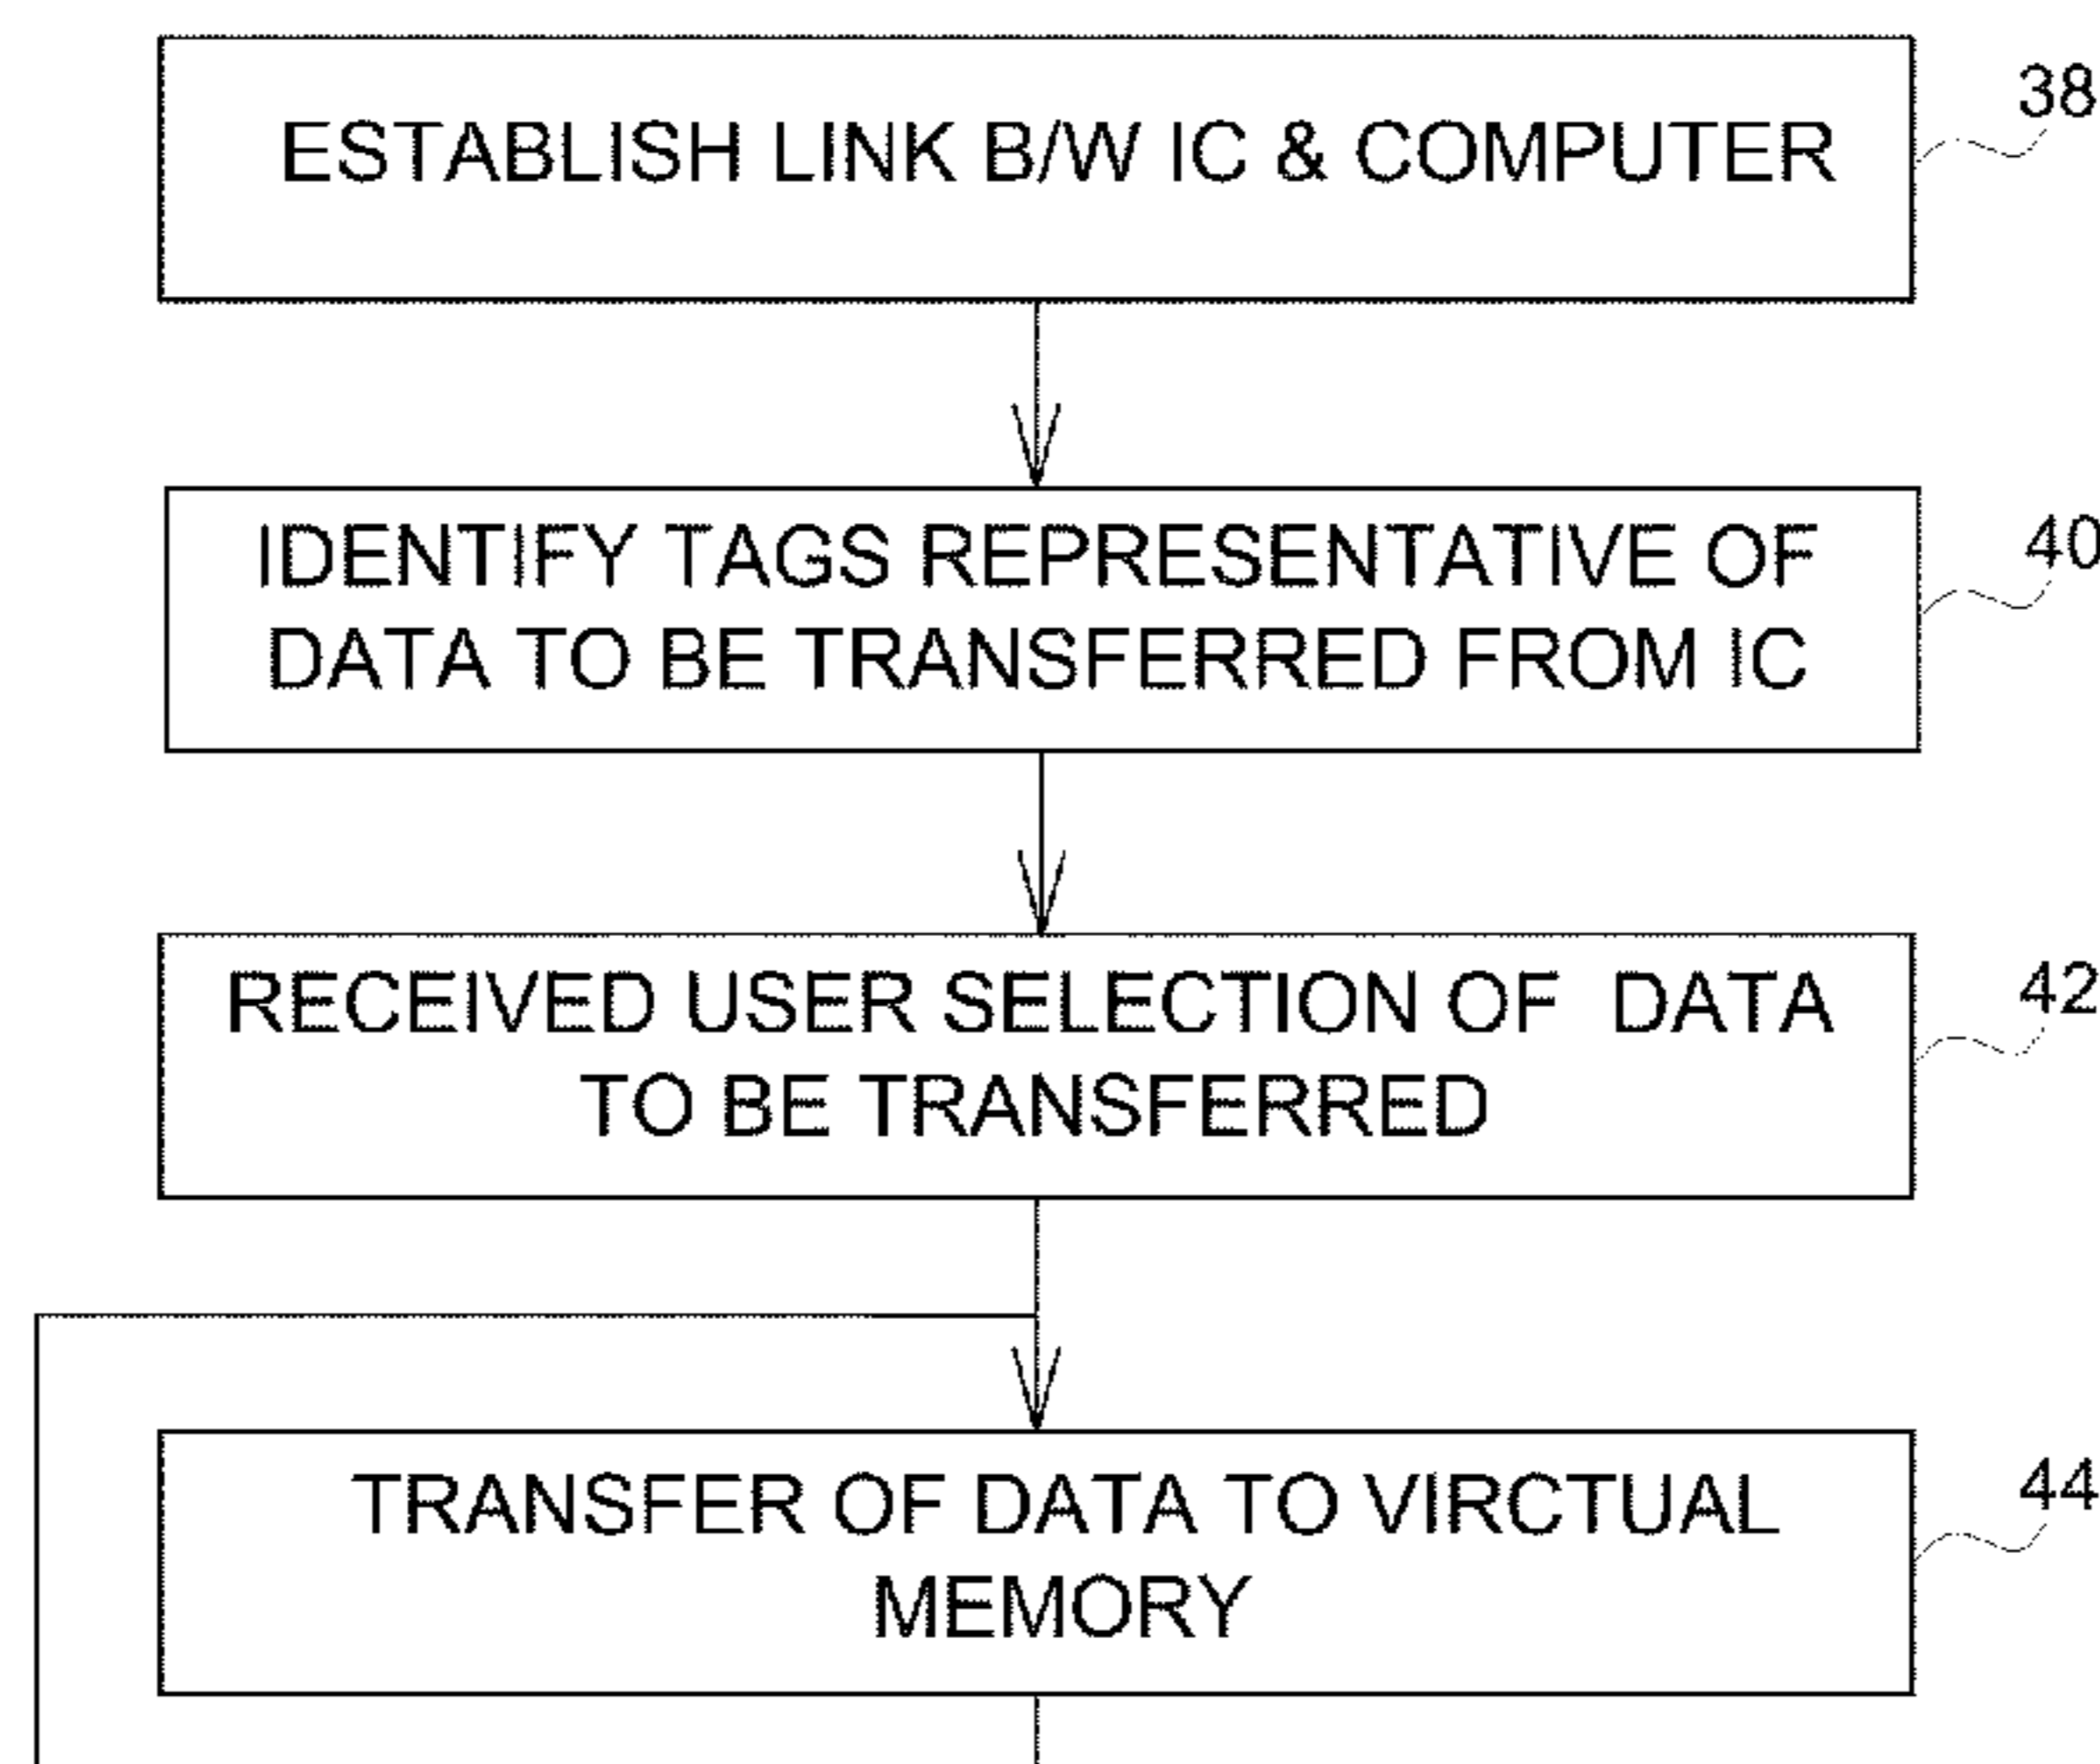 ESTABLISH LINK B/W IC & COMPUTER
38
IDENTIFY TAGS REPRESENTATIVE OF
DATA TO BE TRANSFERRED FROM IC
40
RECEIVED USER SELECTION OF DATA
TO BE TRANSFERRED
42
TRANSFER OF DATA TO VIRCTUAL
MEMORY
44